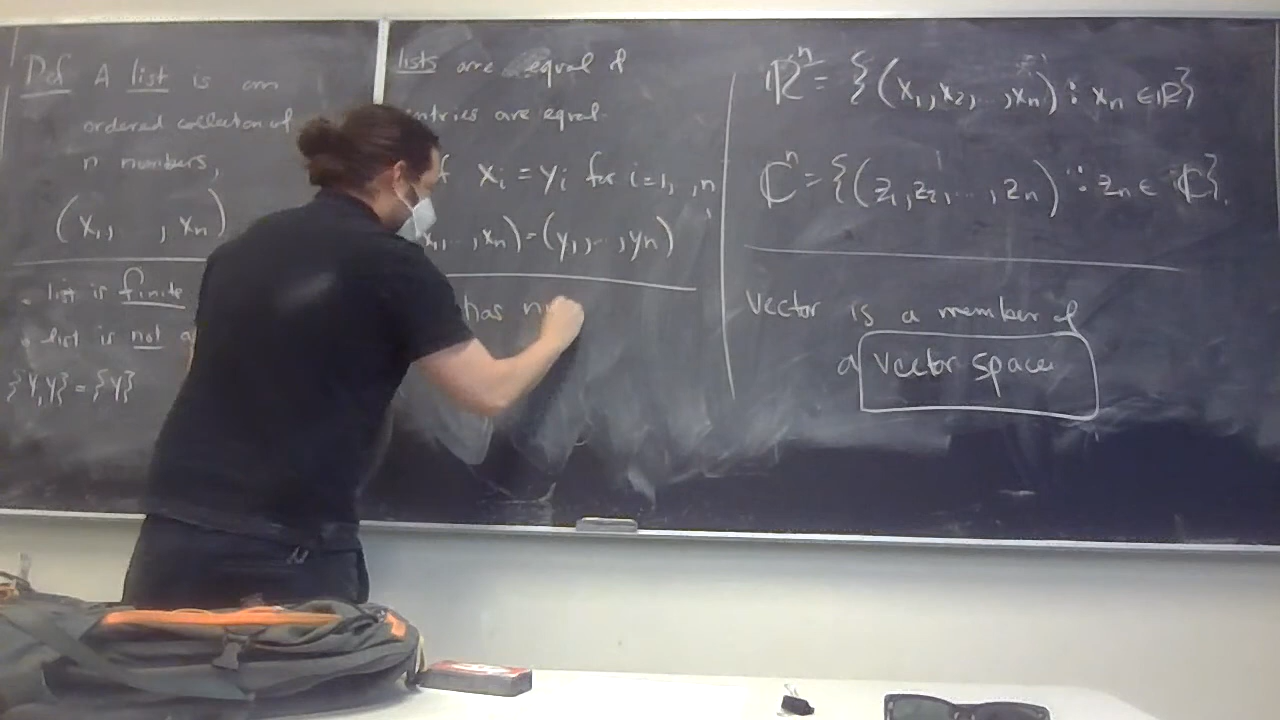 Def A list is an
ordered collection of
n numbers,
(x₁, , xₙ)
• list is finite
• list is not a
{Y,Y} = {Y}
lists are equal if
entries are equal.
xᵢ = yᵢ for i=1, ,n,
x₁,..,xₙ)=(y₁,..,yₙ)
has n
ℝⁿ = {(x₁,x₂,..,xₙ) : xₙ ∈ ℝ}
ℂⁿ = {(z₁,z₂,...,zₙ) : zₙ ∈ ℂ}.
Vector is a member of
a vector space